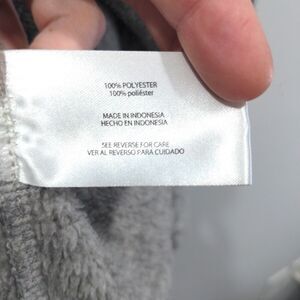 100% POLYESTER
100% poliéster
MADE IN INDONESIA
HECHO EN INDONESIA
SEE REVERSE FOR CARE
VER AL REVERSO PARA CUIDADO